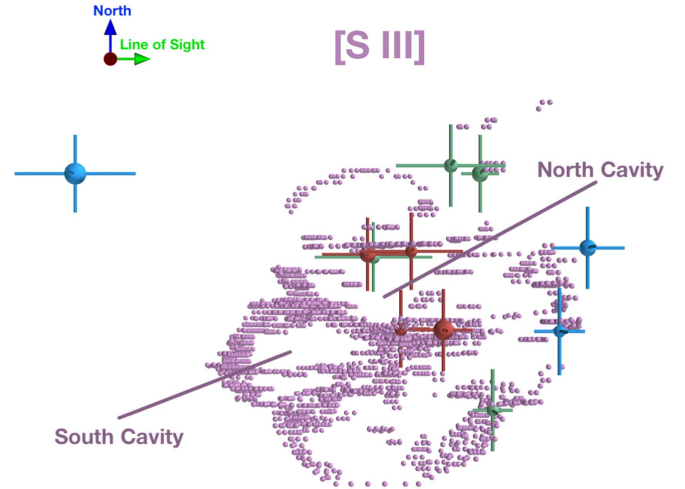 North
Line of Sight
[S III]
North Cavity
South Cavity